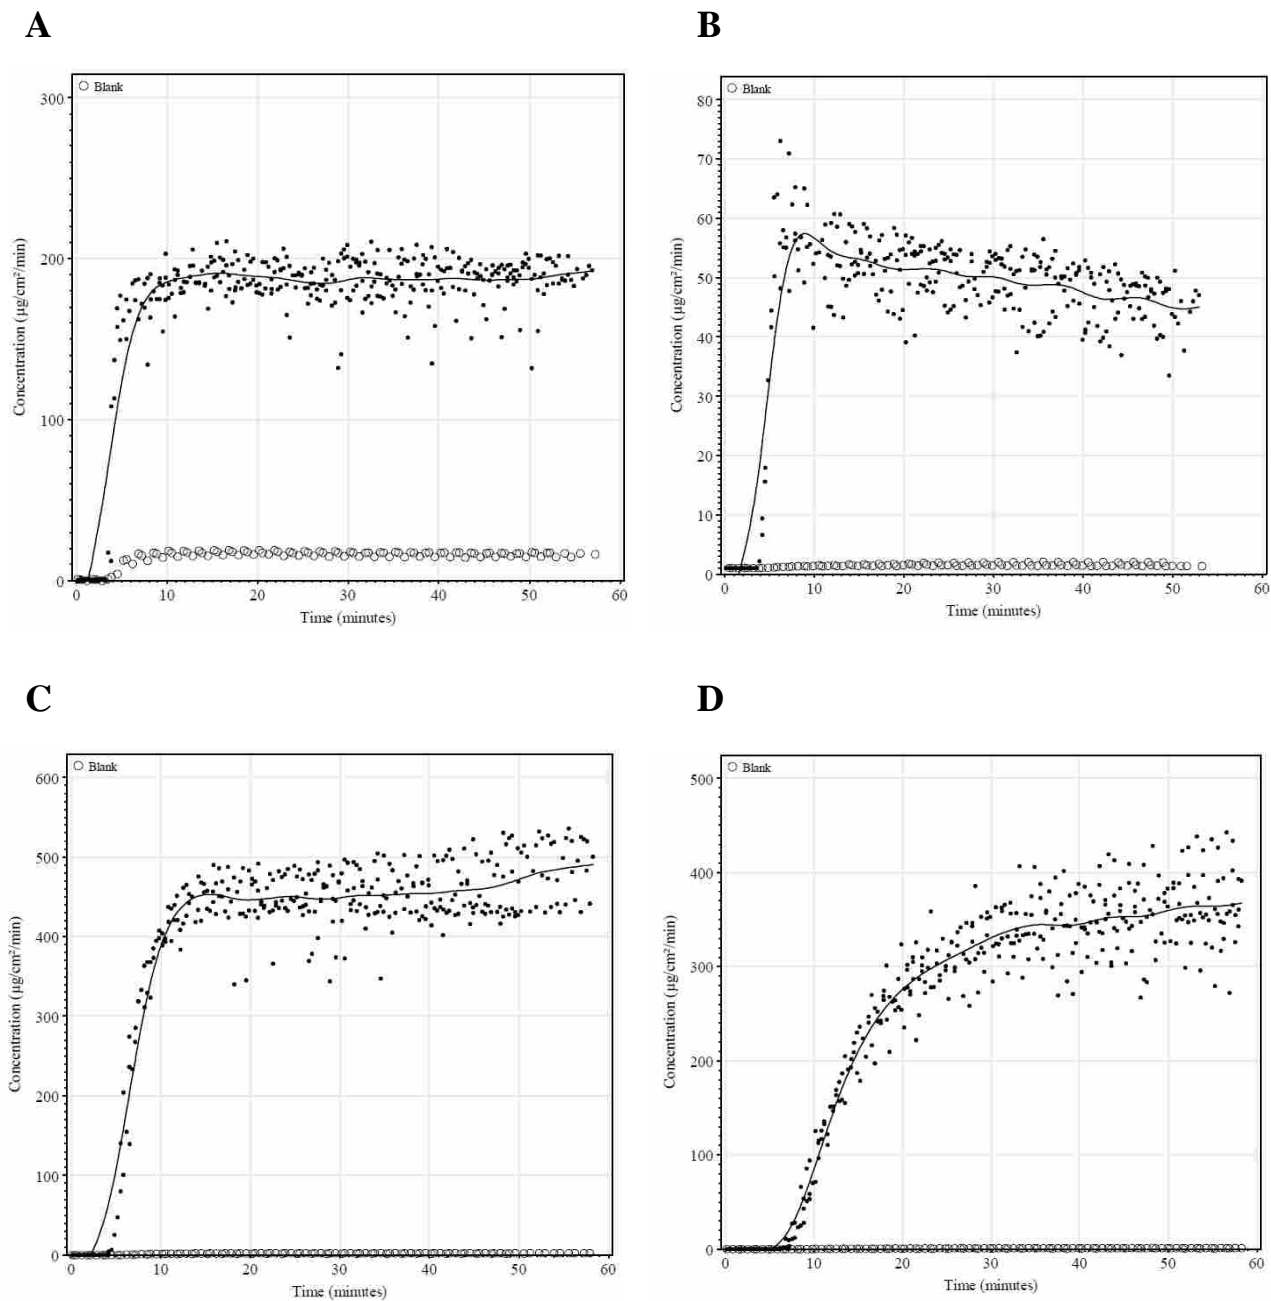 A
Blank
300
200
100
0
0 10 20 30 40 50 60
Concentration (µg/cm²/min)
Time (minutes)
B
Blank
80
70
60
50
40
30
20
10
0
0 10 20 30 40 50 60
Concentration (µg/cm²/min)
Time (minutes)
C
Blank
600
500
400
300
200
100
0
0 10 20 30 40 50 60
Concentration (µg/cm²/min)
Time (minutes)
D
Blank
500
400
300
200
100
0
0 10 20 30 40 50 60
Concentration (µg/cm²/min)
Time (minutes)